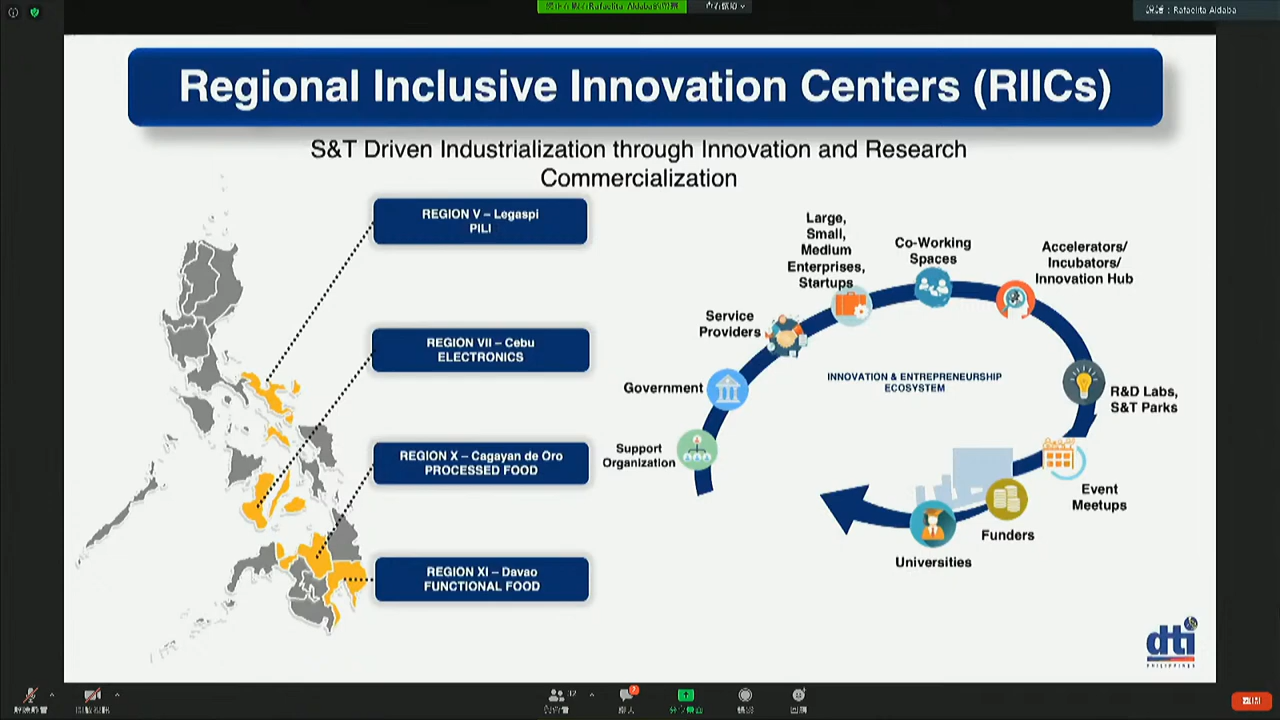 Rafaelita Aldaba
Regional Inclusive Innovation Centers (RIICs)
S&T Driven Industrialization through Innovation and Research
Commercialization
REGION V – Legaspi
PILI
REGION VII – Cebu
ELECTRONICS
REGION X – Cagayan de Oro
PROCESSED FOOD
REGION XI – Davao
FUNCTIONAL FOOD
Large,
Small,
Medium
Enterprises,
Startups
Co-Working
Spaces
Accelerators/
Incubators/
Innovation Hub
Service
Providers
Government
Support
Organization
INNOVATION & ENTREPRENEURSHIP
ECOSYSTEM
R&D Labs,
S&T Parks
Event
Meetups
Funders
Universities
dti
PHILIPPINES